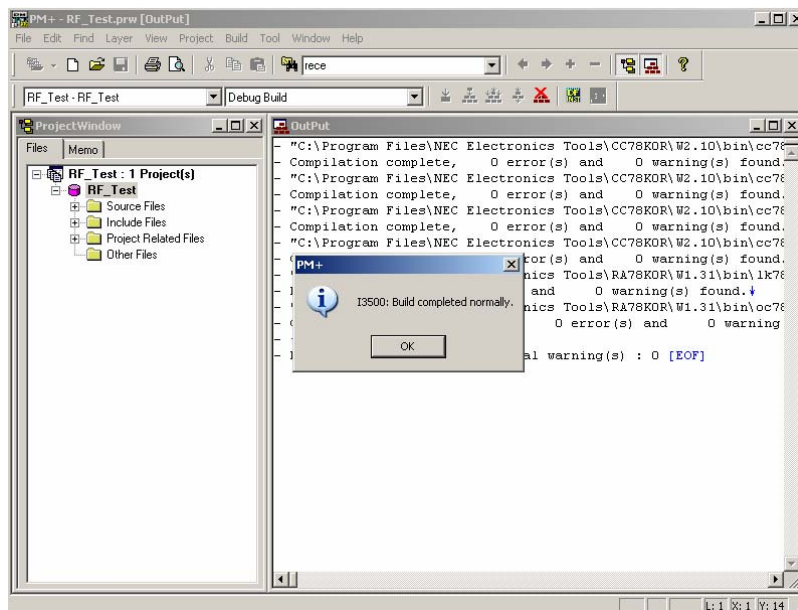 PM+ - RF_Test.prw [OutPut]
File Edit Find Layer View Project Build Tool Window Help
rece
RF_Test - RF_Test
Debug Build
ProjectWindow
Files Memo
RF_Test : 1 Project(s)
RF_Test
Source Files
Include Files
Project Related Files
Other Files
OutPut
- "C:\Program Files\NEC Electronics Tools\CC78K0R\W2.10\bin\cc78
- Compilation complete, 0 error(s) and 0 warning(s) found.
- "C:\Program Files\NEC Electronics Tools\CC78K0R\W2.10\bin\cc78
- Compilation complete, 0 error(s) and 0 warning(s) found.
- "C:\Program Files\NEC Electronics Tools\CC78K0R\W2.10\bin\cc78
- Compilation complete, 0 error(s) and 0 warning(s) found.
- "C:\Program Files\NEC Electronics Tools\CC78K0R\W2.10\bin\cc78
ror(s) and 0 warning(s) found.
nics Tools\RA78K0R\W1.31\bin\lk78
and 0 warning(s) found.↓
nics Tools\RA78K0R\W1.31\bin\oc78
0 error(s) and 0 warning
al warning(s) : 0 [EOF]
PM+
I3500: Build completed normally.
OK
L: 1 X: 1 Y: 14